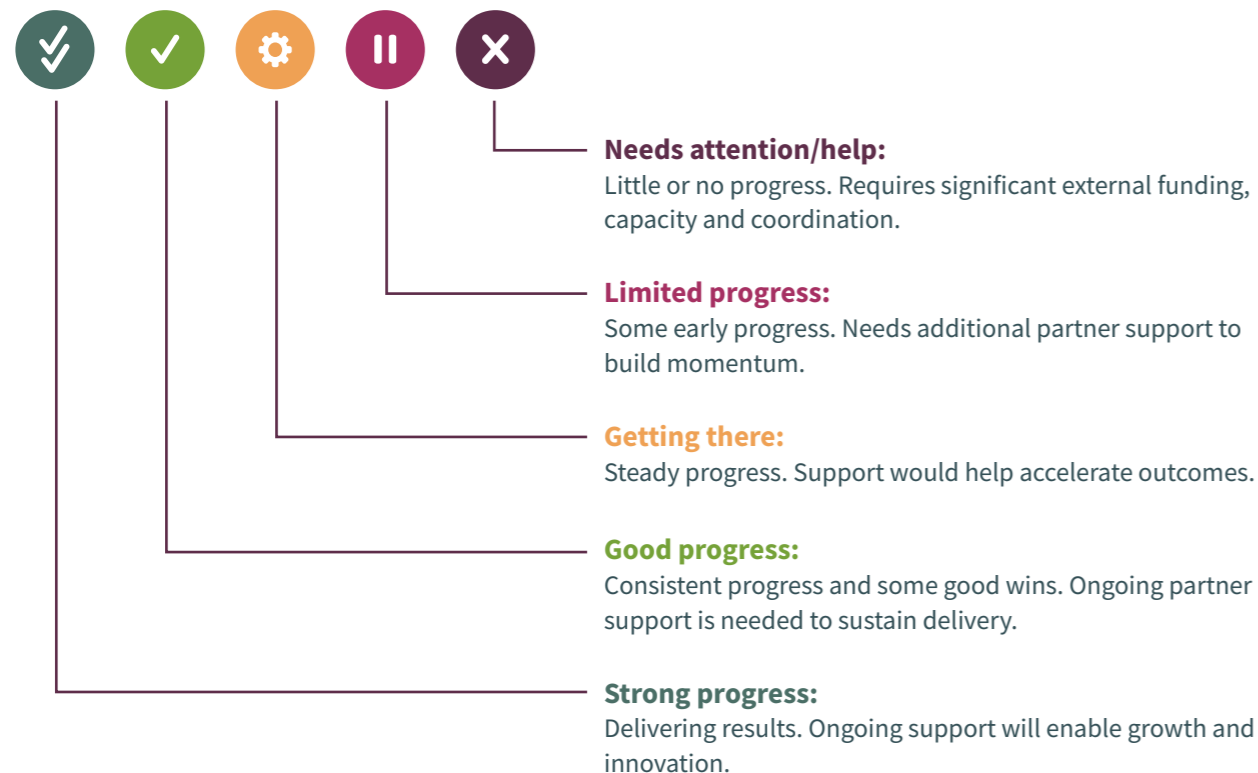 Needs attention/help:
Little or no progress. Requires significant external funding,
capacity and coordination.
Limited progress:
Some early progress. Needs additional partner support to
build momentum.
Getting there:
Steady progress. Support would help accelerate outcomes.
Good progress:
Consistent progress and some good wins. Ongoing partner
support is needed to sustain delivery.
Strong progress:
Delivering results. Ongoing support will enable growth and
innovation.